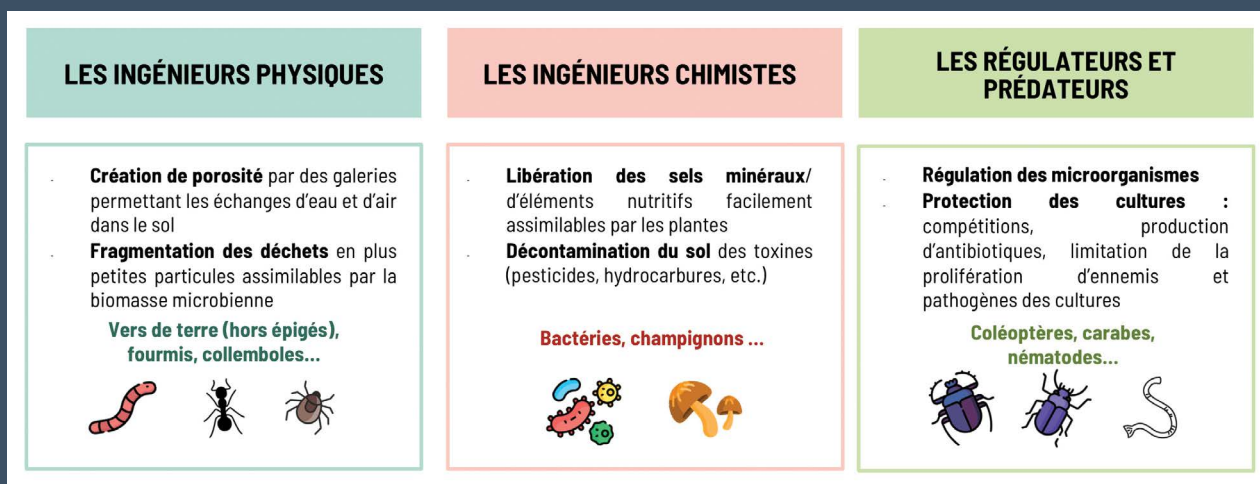 LES INGÉNIEURS PHYSIQUES
- Création de porosité par des galeries
permettant les échanges d'eau et d'air
dans le sol
- Fragmentation des déchets en plus
petites particules assimilables par la
biomasse microbienne
Vers de terre (hors épigés),
fourmis, collemboles...
LES INGÉNIEURS CHIMISTES
- Libération des sels minéraux/
d'éléments nutritifs facilement
assimilables par les plantes
- Décontamination du sol des toxines
(pesticides, hydrocarbures, etc.)
Bactéries, champignons ...
LES RÉGULATEURS ET
PRÉDATEURS
- Régulation des microorganismes
- Protection des cultures :
compétitions, production
d'antibiotiques, limitation de la
prolifération d'ennemis et
pathogènes des cultures
Coléoptères, carabes,
nématodes...